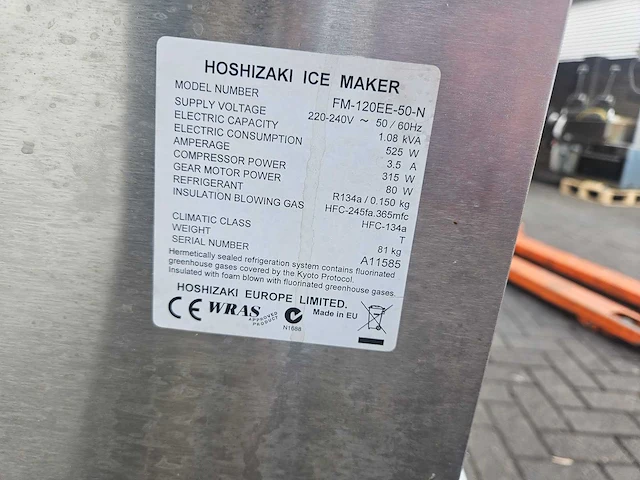 HOSHIZAKI ICE MAKER
MODEL NUMBER FM-120EE-50-N
SUPPLY VOLTAGE 220-240V ~ 50 / 60Hz
ELECTRIC CAPACITY 1.08 kVA
ELECTRIC CONSUMPTION 525 W
AMPERAGE 3.5 A
COMPRESSOR POWER 315 W
GEAR MOTOR POWER 80 W
REFRIGERANT R134a / 0.150 kg
INSULATION BLOWING GAS HFC-245fa.365mfc
HFC-134a
CLIMATIC CLASS T
WEIGHT 81 kg
SERIAL NUMBER A11585
Hermetically sealed refrigeration system contains fluorinated
greenhouse gases covered by the Kyoto Protocol.
Insulated with foam blown with fluorinated greenhouse gases
HOSHIZAKI EUROPE LIMITED.
CE WRAS APPROVED PRODUCT N1688 Made in EU